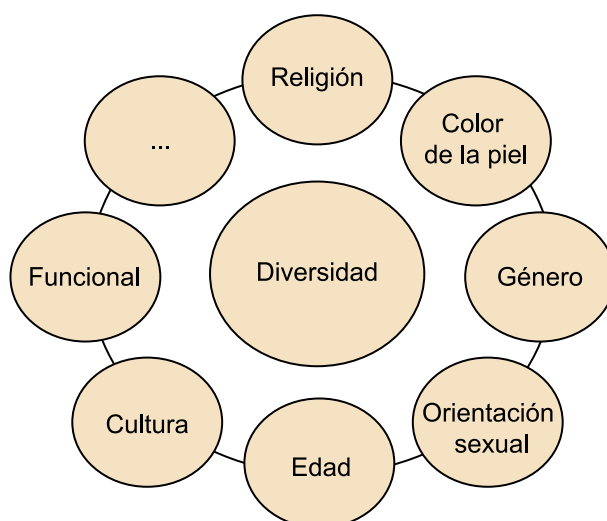 Religión
Color
de la piel
Género
Orientación
sexual
Edad
Cultura
Funcional
...
Diversidad